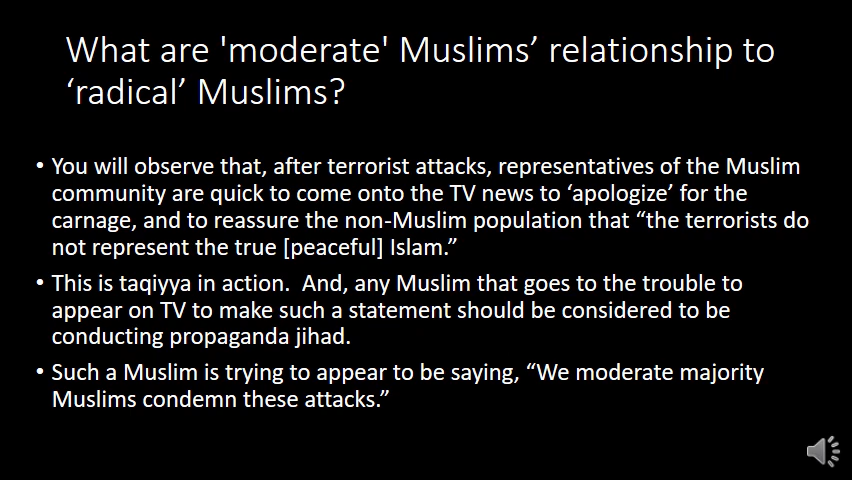 What are 'moderate' Muslims’ relationship to
‘radical’ Muslims?
• You will observe that, after terrorist attacks, representatives of the Muslim
community are quick to come onto the TV news to ‘apologize’ for the
carnage, and to reassure the non-Muslim population that “the terrorists do
not represent the true [peaceful] Islam.”
• This is taqiyya in action.  And, any Muslim that goes to the trouble to
appear on TV to make such a statement should be considered to be
conducting propaganda jihad.
• Such a Muslim is trying to appear to be saying, “We moderate majority
Muslims condemn these attacks.”